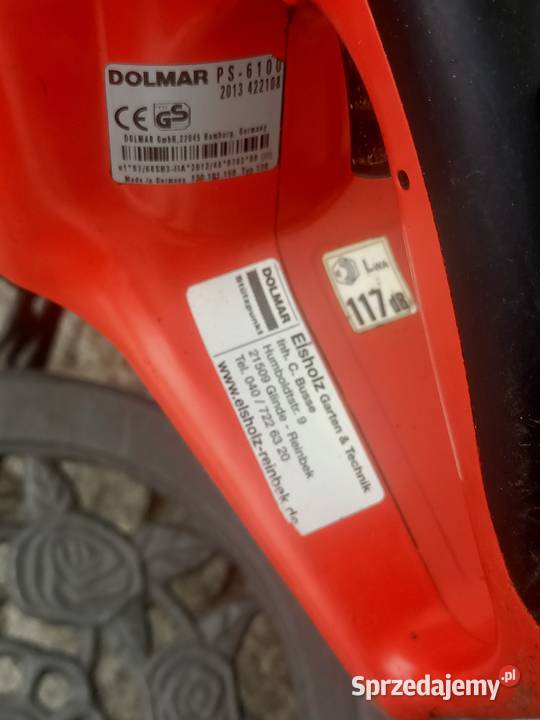 DOLMAR PS-6100
2013 422108
CE GS
DOLMAR GmbH, 22045 Hamburg, Germany
Made in Germany
DOLMAR
Stützpunkt
Elsholz Garten & Technik
Inh. C. Busse
Humboldtstr. 9
21509 Glinde - Reinbek
Tel. 040 / 722 63 20
www.elsholz-reinbek.de
LWA
117 dB
Sprzedajemy.pl